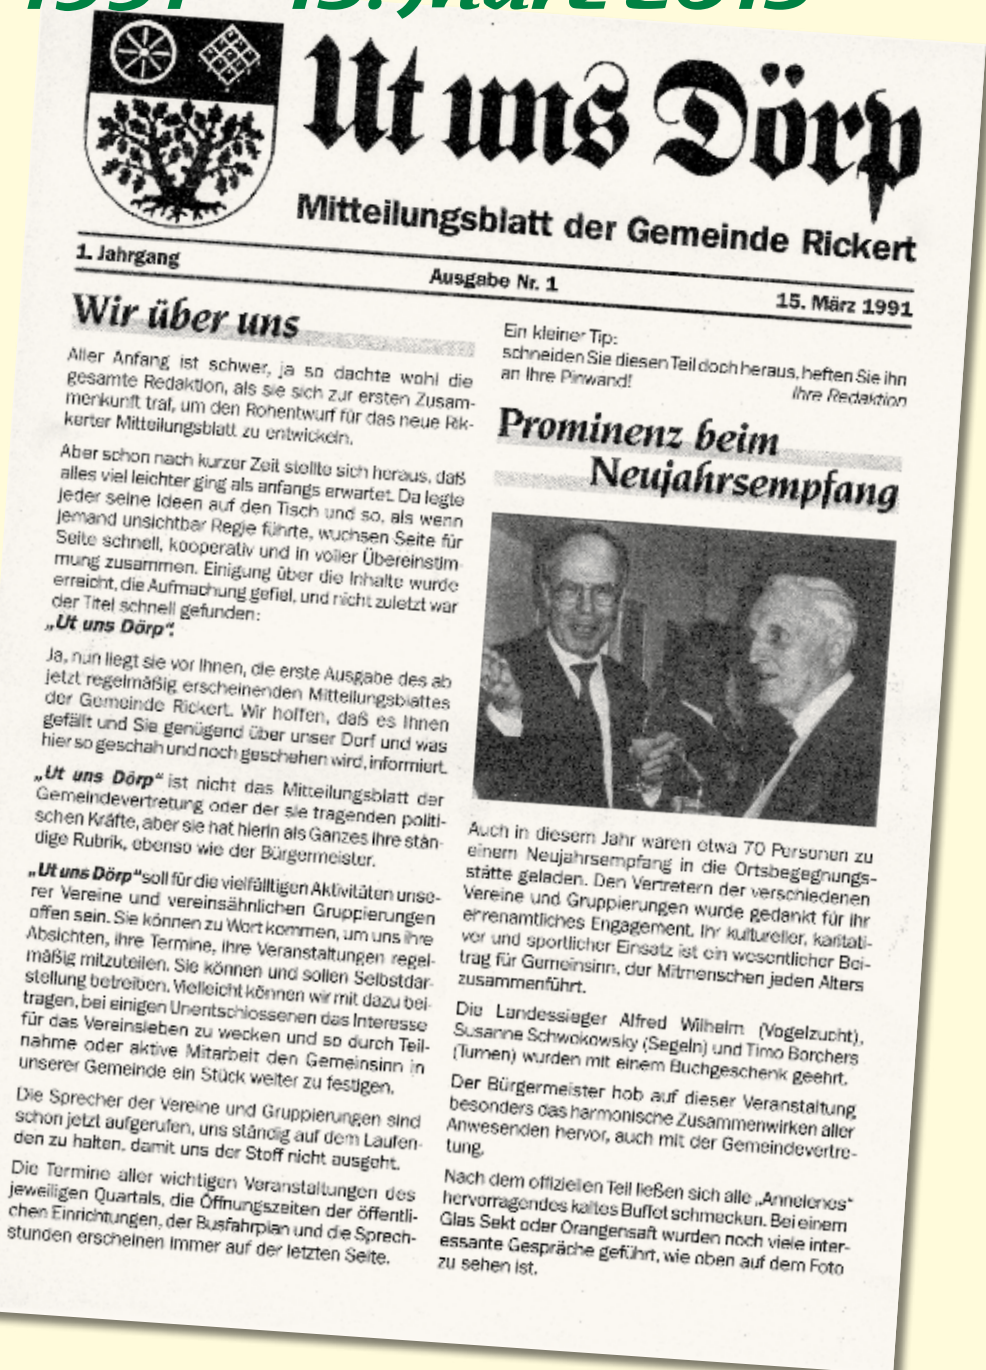 1991 – 15. März 2015
Ut uns Dörp
Mitteilungsblatt der Gemeinde Rickert
1. Jahrgang
Ausgabe Nr. 1
15. März 1991
Wir über uns
Aller Anfang ist schwer, ja so dachte wohl die
gesamte Redaktion, als sie sich zur ersten Zusam-
menkunft traf, um den Rohentwurf für das neue Rik-
kerter Mitteilungsblatt zu entwickeln.
Aber schon nach kurzer Zeit stellte sich heraus, daß
alles viel leichter ging als anfangs erwartet. Da legte
jeder seine Ideen auf den Tisch und so, als wenn
jemand unsichtbar Regie führte, wuchsen Seite für
Seite schnell, kooperativ und in voller Übereinstim-
mung zusammen. Einigung über die Inhalte wurde
erreicht, die Aufmachung gefiel, und nicht zuletzt war
der Titel schnell gefunden:
„Ut uns Dörp“.
Ja, nun liegt sie vor Ihnen, die erste Ausgabe des ab
jetzt regelmäßig erscheinenden Mitteilungsblattes
der Gemeinde Rickert. Wir hoffen, daß es Ihnen
gefällt und Sie genügend über unser Dorf und was
hier so geschah und noch geschehen wird, informiert.
„Ut uns Dörp“ ist nicht das Mitteilungsblatt der
Gemeindevertretung oder der sie tragenden politi-
schen Kräfte, aber sie hat hierin als Ganzes ihre stän-
dige Rubrik, ebenso wie der Bürgermeister.
„Ut uns Dörp“ soll für die vielfälltigen Aktivitäten unse-
rer Vereine und vereinsähnlichen Gruppierungen
offen sein. Sie können zu Wort kommen, um uns ihre
Absichten, ihre Termine, ihre Veranstaltungen regel-
mäßig mitzuteilen. Sie können und sollen Selbstdar-
stellung betreiben. Vielleicht können wir mit dazu bei-
tragen, bei einigen Unentschlossenen das Interesse
für das Vereinsleben zu wecken und so durch Teil-
nahme oder aktive Mitarbeit den Gemeinsinn in
unserer Gemeinde ein Stück weiter zu festigen.
Die Sprecher der Vereine und Gruppierungen sind
schon jetzt aufgerufen, uns ständig auf dem Laufen-
den zu halten, damit uns der Stoff nicht ausgeht.
Die Termine aller wichtigen Veranstaltungen des
jeweiligen Quartals, die Öffnungszeiten der öffentli-
chen Einrichtungen, der Busfahrplan und die Sprech-
stunden erscheinen immer auf der letzten Seite.
Ein kleiner Tip:
schneiden Sie diesen Teil doch heraus, heften Sie ihn
an Ihre Pinwand!
Ihre Redaktion
Prominenz beim
Neujahrsempfang
Auch in diesem Jahr waren etwa 70 Personen zu
einem Neujahrsempfang in die Ortsbegegnungs-
stätte geladen. Den Vertretern der verschiedenen
Vereine und Gruppierungen wurde gedankt für ihr
ehrenamtliches Engagement. Ihr kultureller, karitati-
ver und sportlicher Einsatz ist ein wesentlicher Bei-
trag für Gemeinsinn, der Mitmenschen jeden Alters
zusammenführt.
Die Landessieger Alfred Wilhelm (Vogelzucht),
Susanne Schwokowsky (Segeln) und Timo Borchers
(Turnen) wurden mit einem Buchgeschenk geehrt.
Der Bürgermeister hob auf dieser Veranstaltung
besonders das harmonische Zusammenwirken aller
Anwesenden hervor, auch mit der Gemeindevertre-
tung.
Nach dem offiziellen Teil ließen sich alle „Annelenes“
hervorragendes kaltes Buffet schmecken. Bei einem
Glas Sekt oder Orangensaft wurden noch viele inter-
essante Gespräche geführt, wie oben auf dem Foto
zu sehen ist.